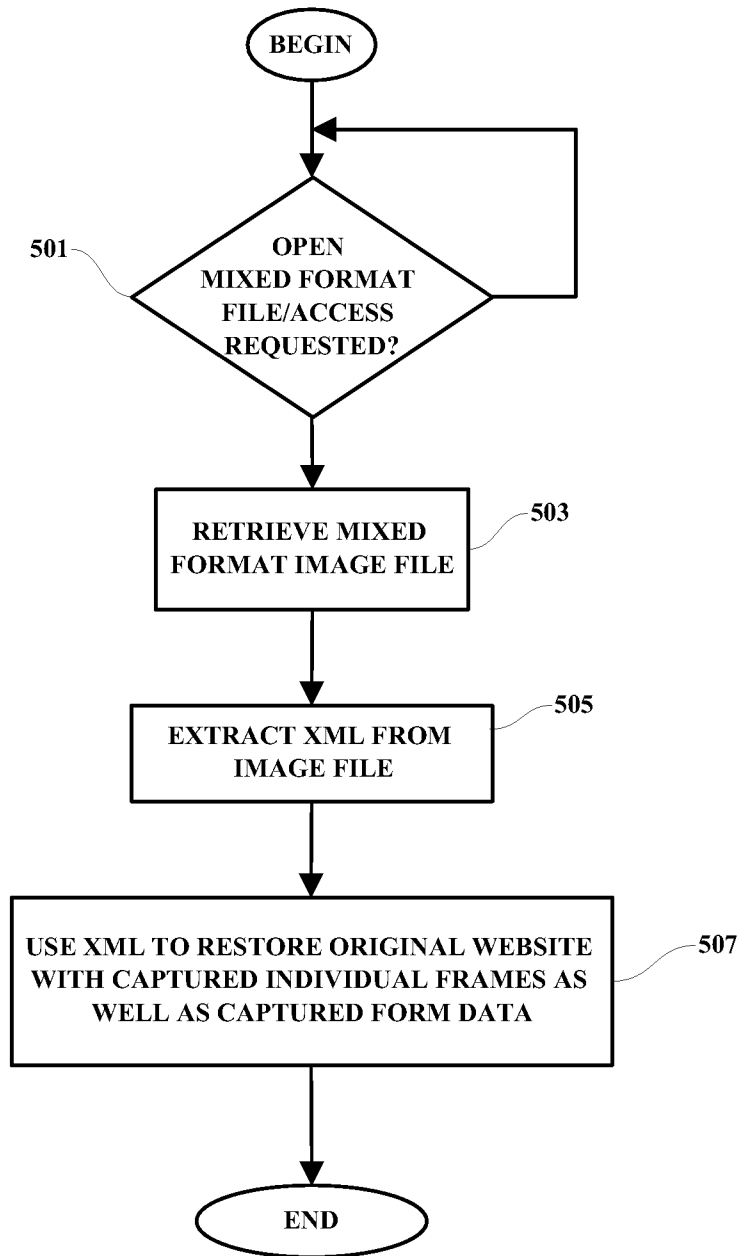 BEGIN
501
OPEN
MIXED FORMAT
FILE/ACCESS
REQUESTED?
503
RETRIEVE MIXED
FORMAT IMAGE FILE
505
EXTRACT XML FROM
IMAGE FILE
507
USE XML TO RESTORE ORIGINAL WEBSITE
WITH CAPTURED INDIVIDUAL FRAMES AS
WELL AS CAPTURED FORM DATA
END